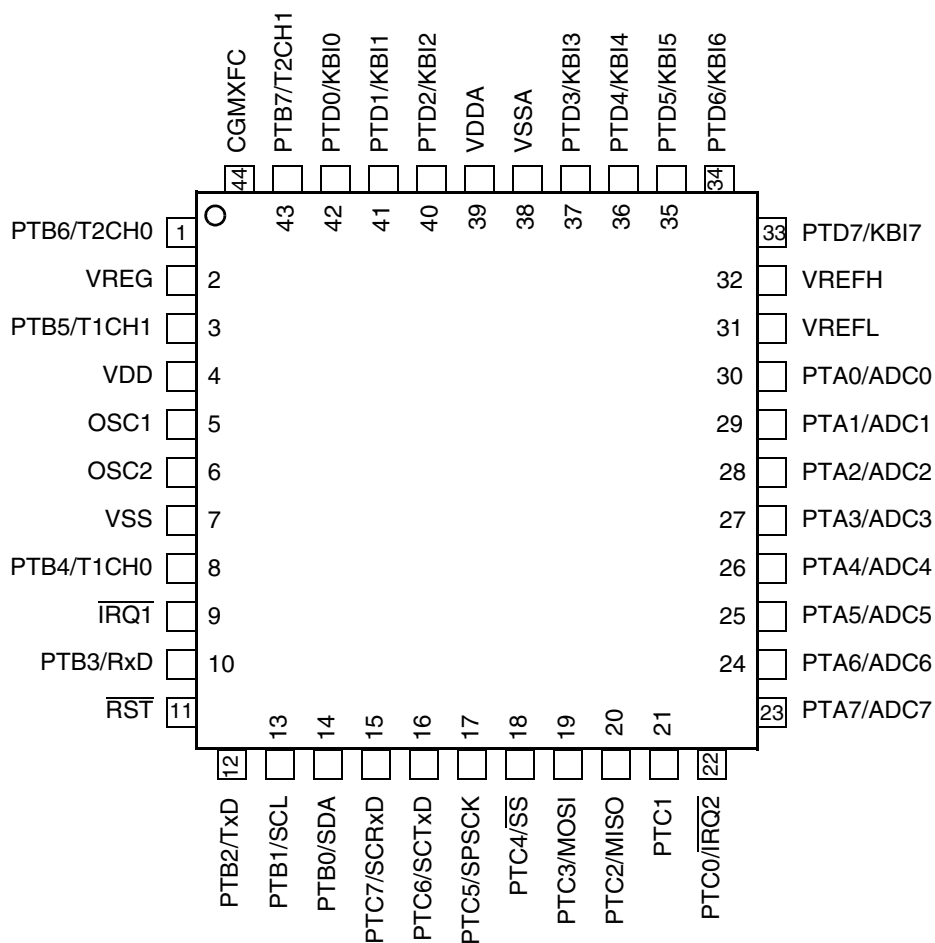 CGMXFC
PTB7/T2CH1
PTD0/KBI0
PTD1/KBI1
PTD2/KBI2
VDDA
VSSA
PTD3/KBI3
PTD4/KBI4
PTD5/KBI5
PTD6/KBI6
44
43
42
41
40
39
38
37
36
35
34
PTB6/T2CH0 1
VREG 2
PTB5/T1CH1 3
VDD 4
OSC1 5
OSC2 6
VSS 7
PTB4/T1CH0 8
IRQ1 9
PTB3/RxD 10
RST 11
33 PTD7/KBI7
32 VREFH
31 VREFL
30 PTA0/ADC0
29 PTA1/ADC1
28 PTA2/ADC2
27 PTA3/ADC3
26 PTA4/ADC4
25 PTA5/ADC5
24 PTA6/ADC6
23 PTA7/ADC7
12
13
14
15
16
17
18
19
20
21
22
PTB2/TxD
PTB1/SCL
PTB0/SDA
PTC7/SCRxD
PTC6/SCTxD
PTC5/SPSCK
PTC4/SS
PTC3/MOSI
PTC2/MISO
PTC1
PTC0/IRQ2